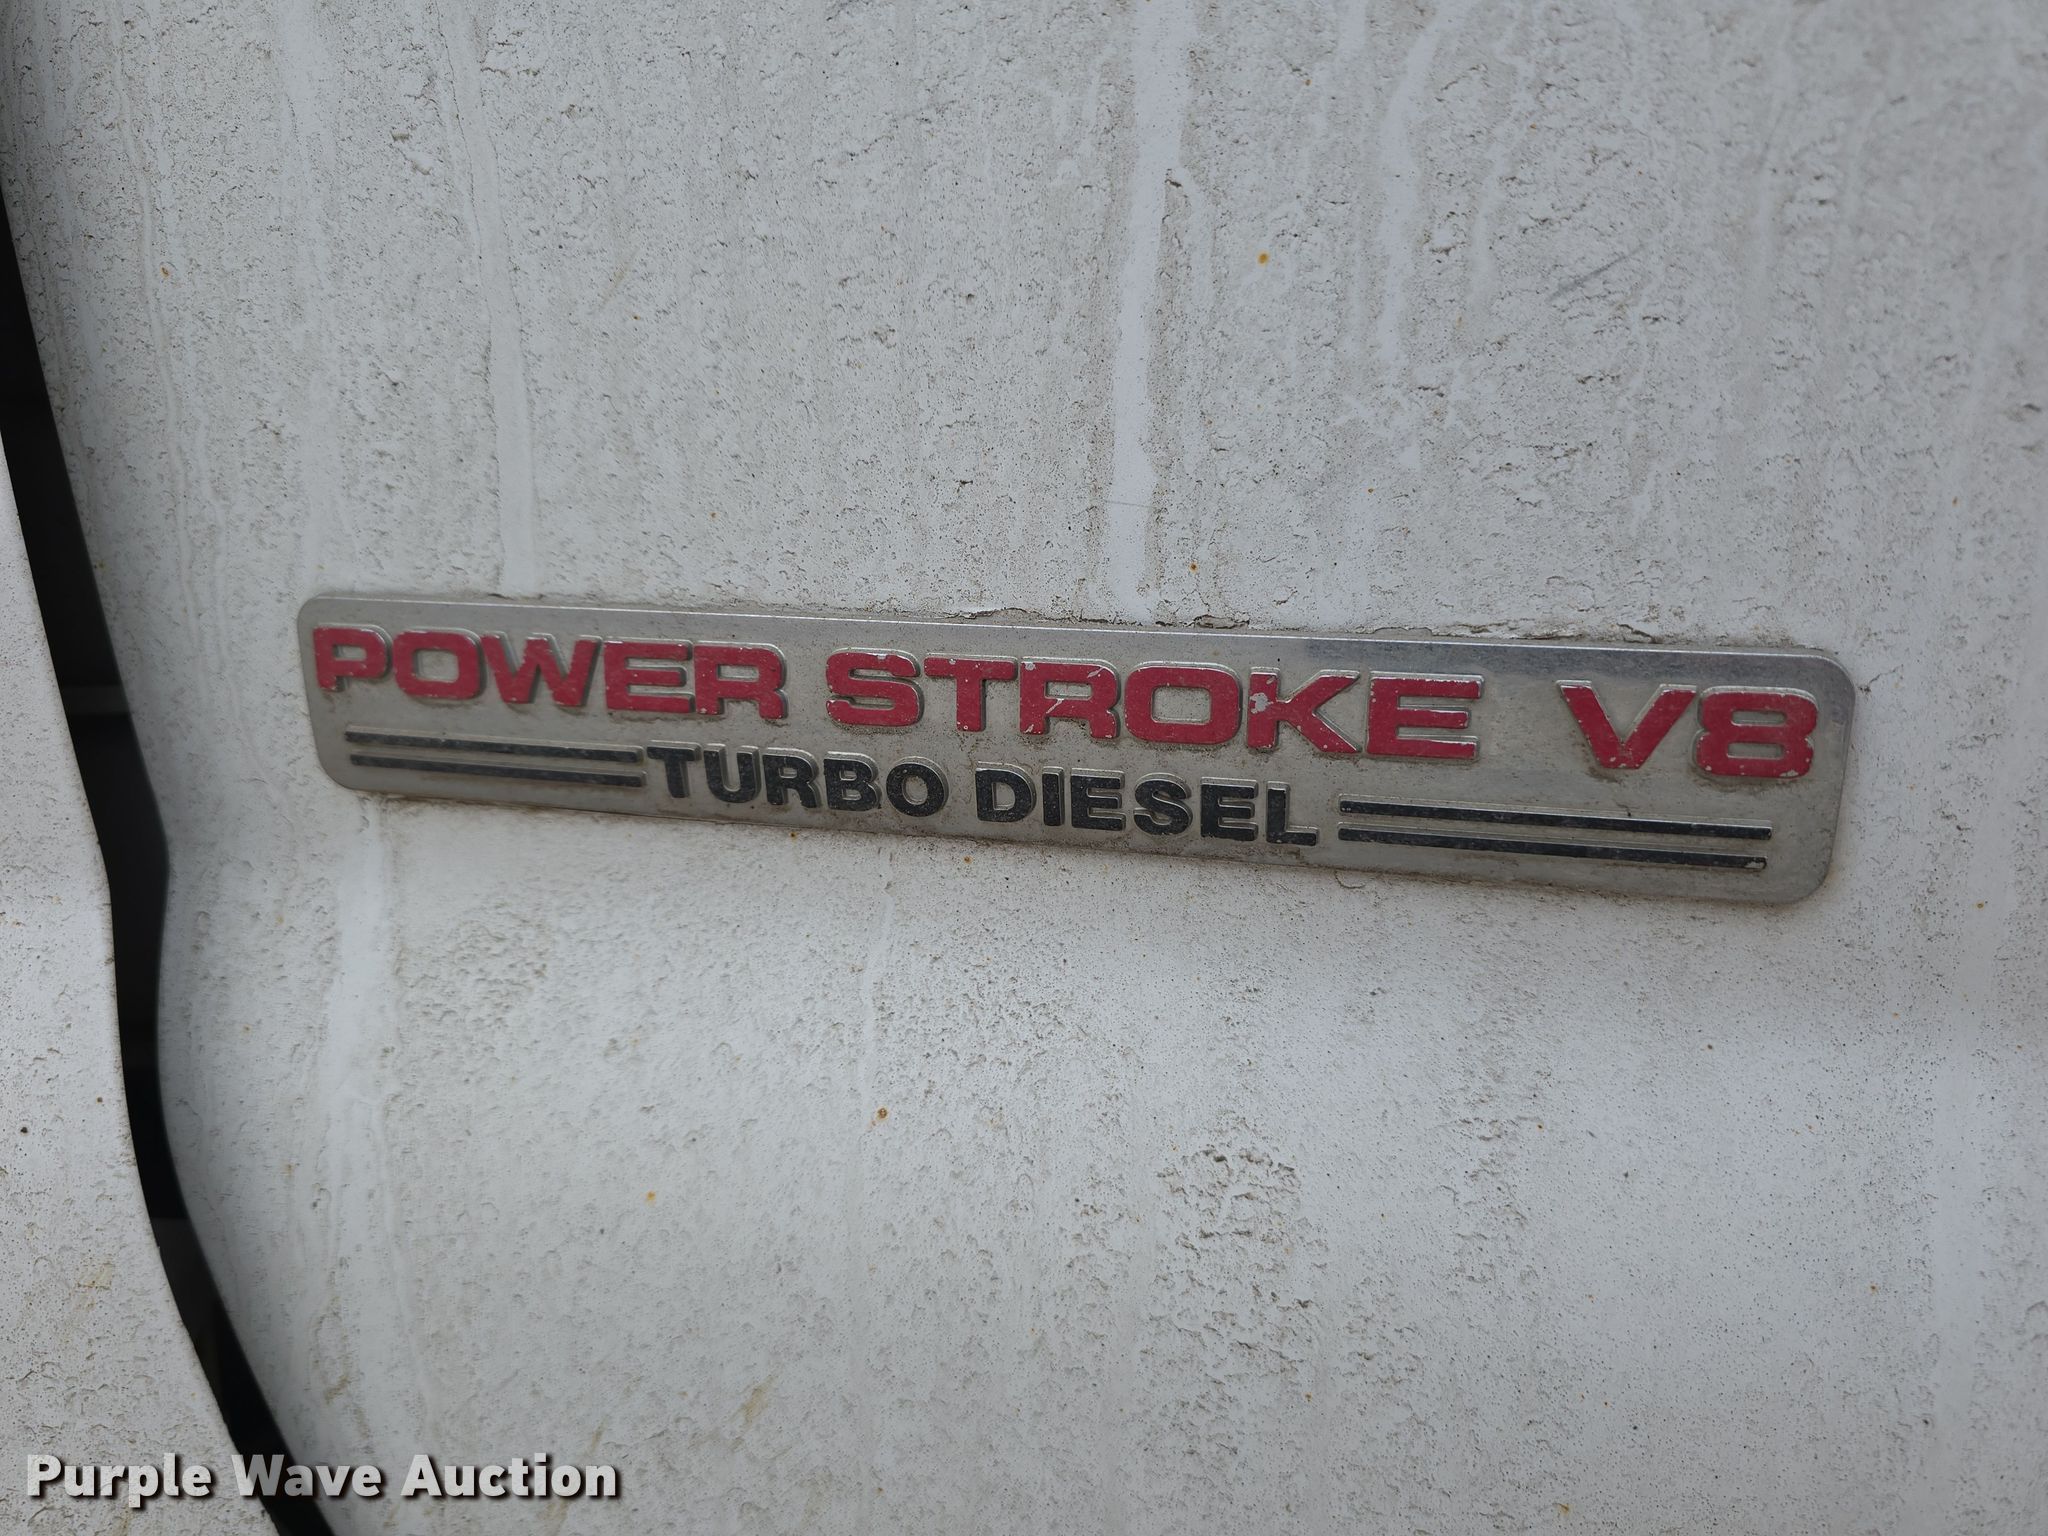 POWER STROKE V8
TURBO DIESEL
Purple Wave Auction